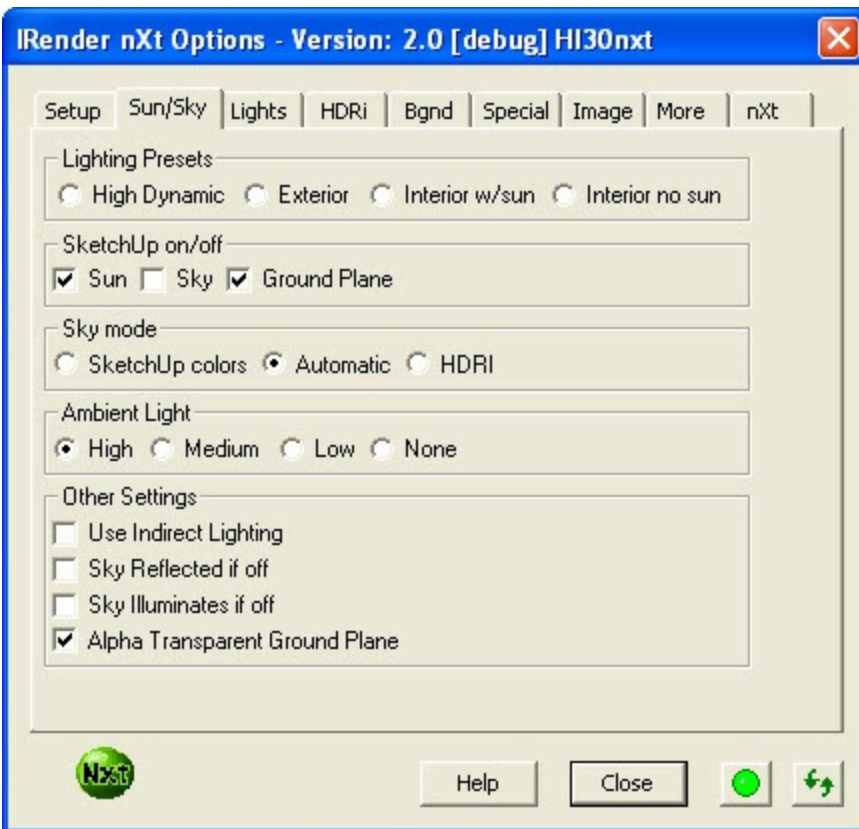 IRender nXt Options - Version: 2.0 [debug] HI30nxt
Setup Sun/Sky Lights HDRi Bgnd Special Image More nXt
Lighting Presets
High Dynamic Exterior Interior w/sun Interior no sun
SketchUp on/off
Sun Sky Ground Plane
Sky mode
SketchUp colors Automatic HDRI
Ambient Light
High Medium Low None
Other Settings
Use Indirect Lighting
Sky Reflected if off
Sky Illuminates if off
Alpha Transparent Ground Plane
Nxt Help Close